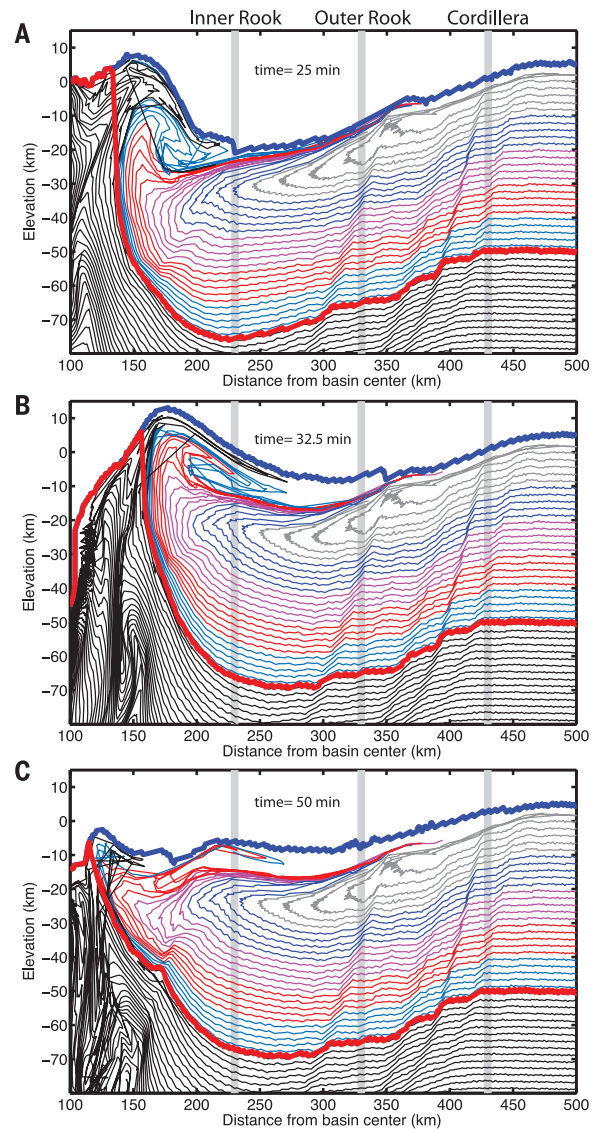 Inner Rook Outer Rook Cordillera
A
10
0
−10
−20
−30
−40
−50
−60
−70
Elevation (km)
time= 25 min
100 150 200 250 300 350 400 450 500
Distance from basin center (km)
B
10
0
−10
−20
−30
−40
−50
−60
−70
Elevation (km)
time= 32.5 min
100 150 200 250 300 350 400 450 500
Distance from basin center (km)
C
10
0
−10
−20
−30
−40
−50
−60
−70
Elevation (km)
time= 50 min
100 150 200 250 300 350 400 450 500
Distance from basin center (km)